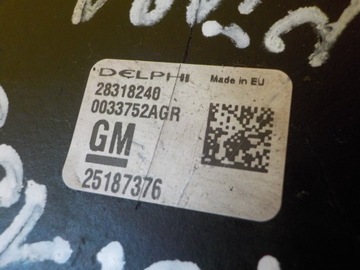 DELPHI
Made in EU
28318240
0033752AGR
GM
25187376